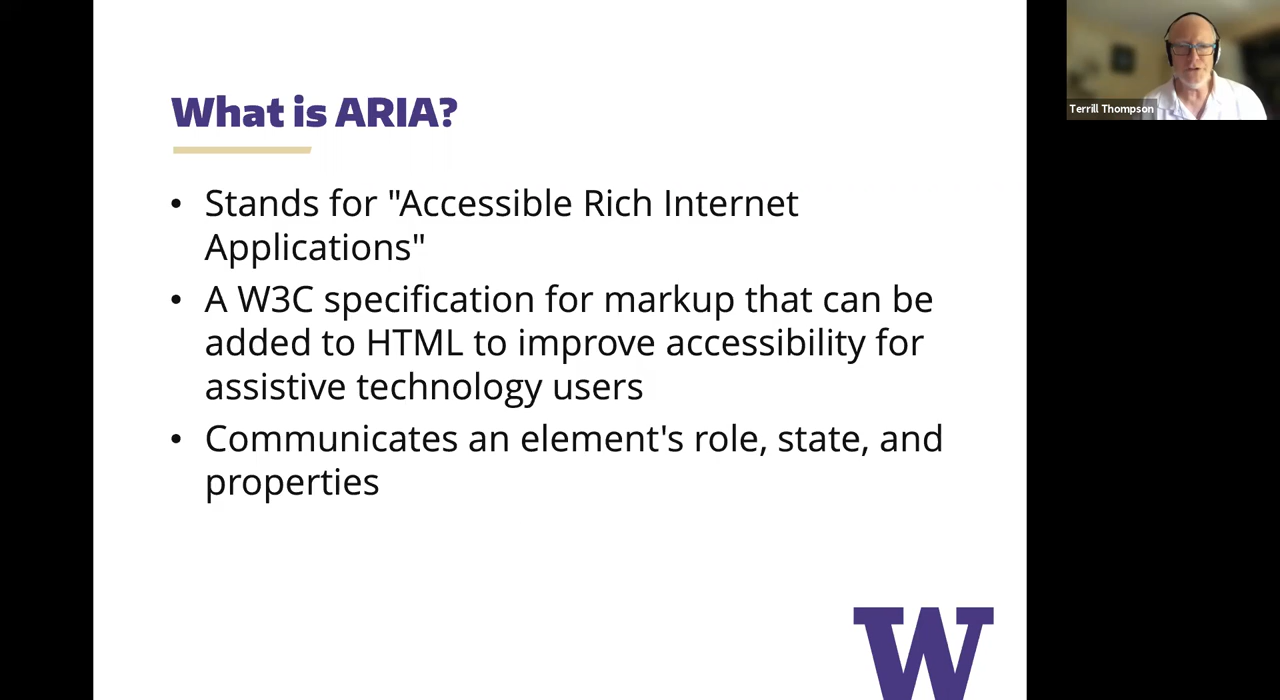 What is ARIA?
• Stands for "Accessible Rich Internet
Applications"
• A W3C specification for markup that can be
added to HTML to improve accessibility for
assistive technology users
• Communicates an element's role, state, and
properties
W
Terrill Thompson